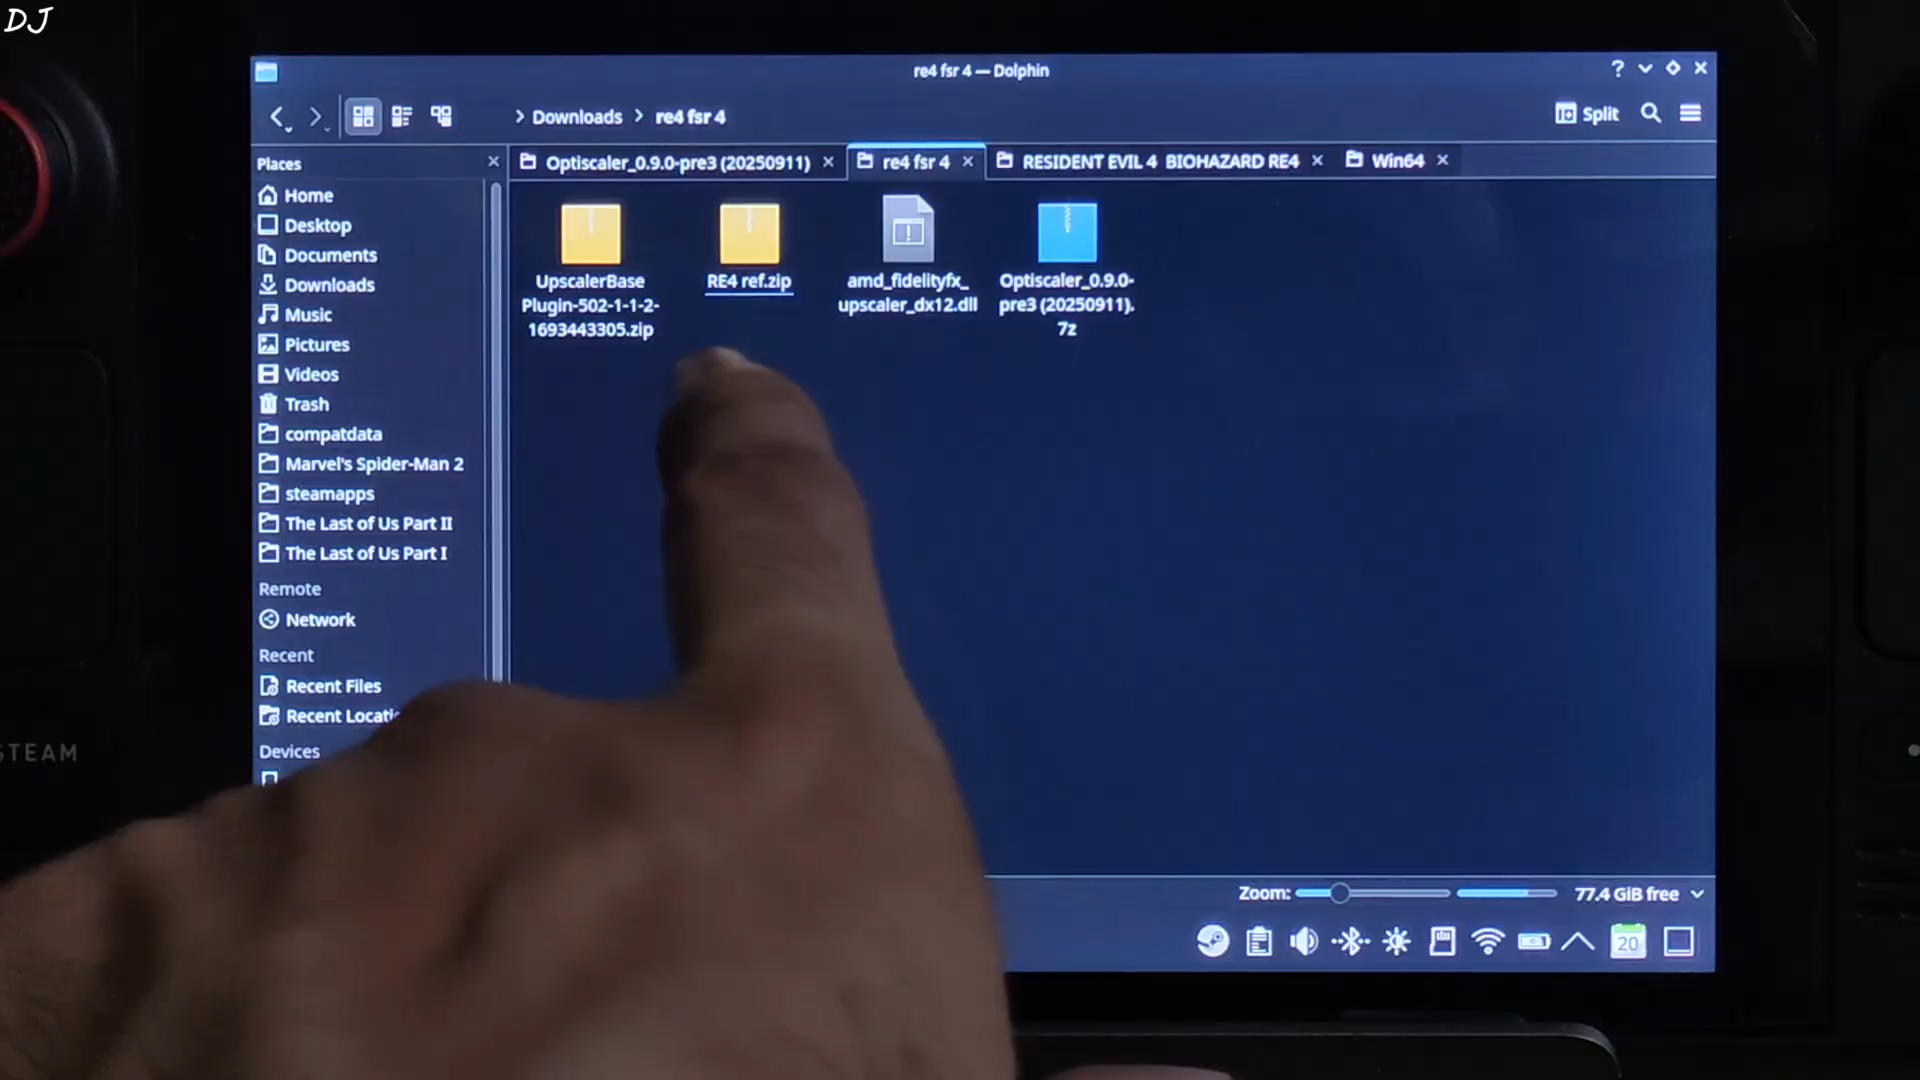 DJ
re4 fsr 4 — Dolphin
Downloads
re4 fsr 4
Split
Places
Optiscaler_0.9.0-pre3 (20250911)
re4 fsr 4
RESIDENT EVIL 4 BIOHAZARD RE4
Win64
Home
Desktop
Documents
Downloads
Music
Pictures
Videos
Trash
compatdata
Marvel's Spider-Man 2
steamapps
The Last of Us Part II
The Last of Us Part I
Remote
Network
Recent
Recent Files
Recent Locati
Devices
UpscalerBase
Plugin-502-1-1-2-
1693443305.zip
RE4 ref.zip
amd_fidelityfx_
upscaler_dx12.dll
Optiscaler_0.9.0-
pre3 (20250911).
7z
Zoom:
77.4 GiB free
20
STEAM